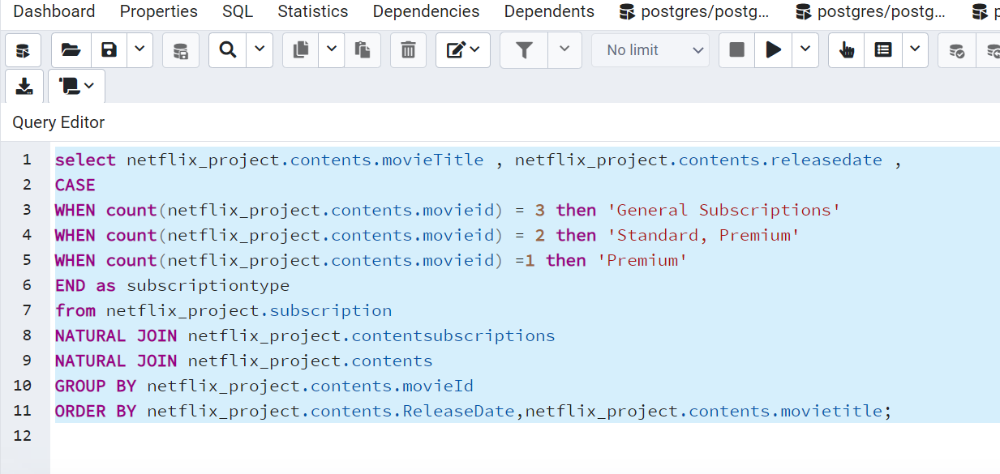 Dashboard Properties SQL Statistics Dependencies Dependents postgres/postg... postgres/postg...
No limit
Query Editor
1 select netflix_project.contents.movieTitle , netflix_project.contents.releasedate ,
2 CASE
3 WHEN count(netflix_project.contents.movieid) = 3 then 'General Subscriptions'
4 WHEN count(netflix_project.contents.movieid) = 2 then 'Standard, Premium'
5 WHEN count(netflix_project.contents.movieid) =1 then 'Premium'
6 END as subscriptiontype
7 from netflix_project.subscription
8 NATURAL JOIN netflix_project.contentsubscriptions
9 NATURAL JOIN netflix_project.contents
10 GROUP BY netflix_project.contents.movieId
11 ORDER BY netflix_project.contents.ReleaseDate,netflix_project.contents.movietitle;
12